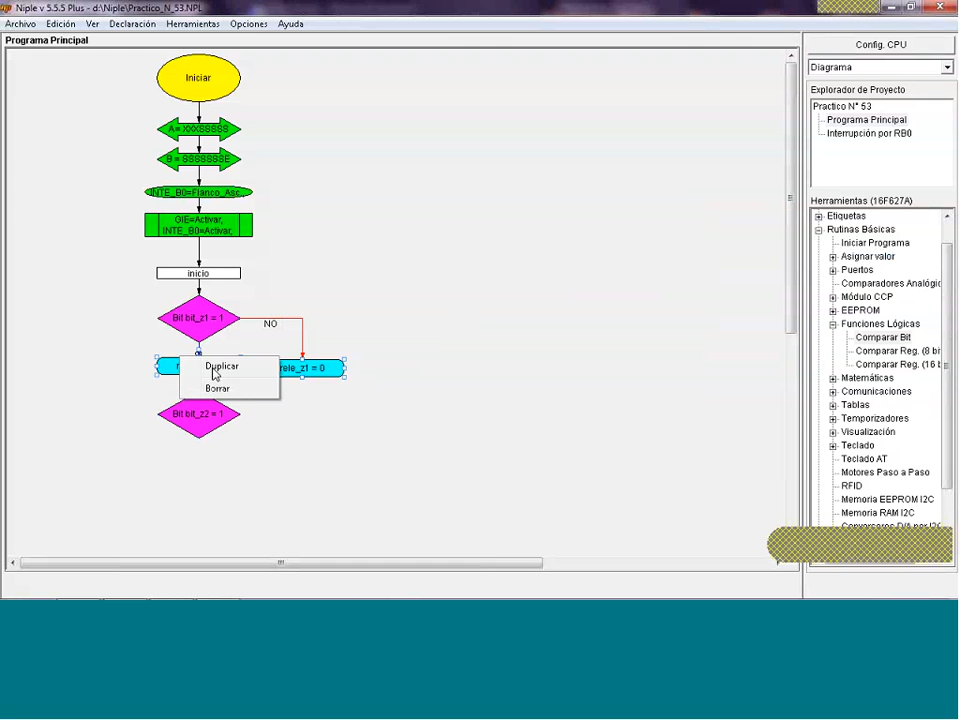 Niple v 5.5.5 Plus - d:\Niple\Practico_N_53.NPL
Archivo Edición Ver Declaración Herramientas Opciones Ayuda
Programa Principal
Iniciar
A= XXXSSSSS
B = SSSSSSSE
INTE_B0=Flanco_Asc,
GIE=Activar,
INTE_B0=Activar,
inicio
Bit bit_z1 = 1
NO
rele_z1 = 0
Duplicar
Borrar
Bit bit_z2 = 1
Config. CPU
Diagrama
Explorador de Proyecto
Practico N° 53
Programa Principal
Interrupción por RB0
Herramientas (16F627A)
Etiquetas
Rutinas Básicas
Iniciar Programa
Asignar valor
Puertos
Comparadores Analógic
Módulo CCP
EEPROM
Funciones Lógicas
Comparar Bit
Comparar Reg. (8 bi
Comparar Reg. (16 b
Matemáticas
Comunicaciones
Tablas
Temporizadores
Visualización
Teclado
Teclado AT
Motores Paso a Paso
RFID
Memoria EEPROM I2C
Memoria RAM I2C
Conversores D/A por I2C